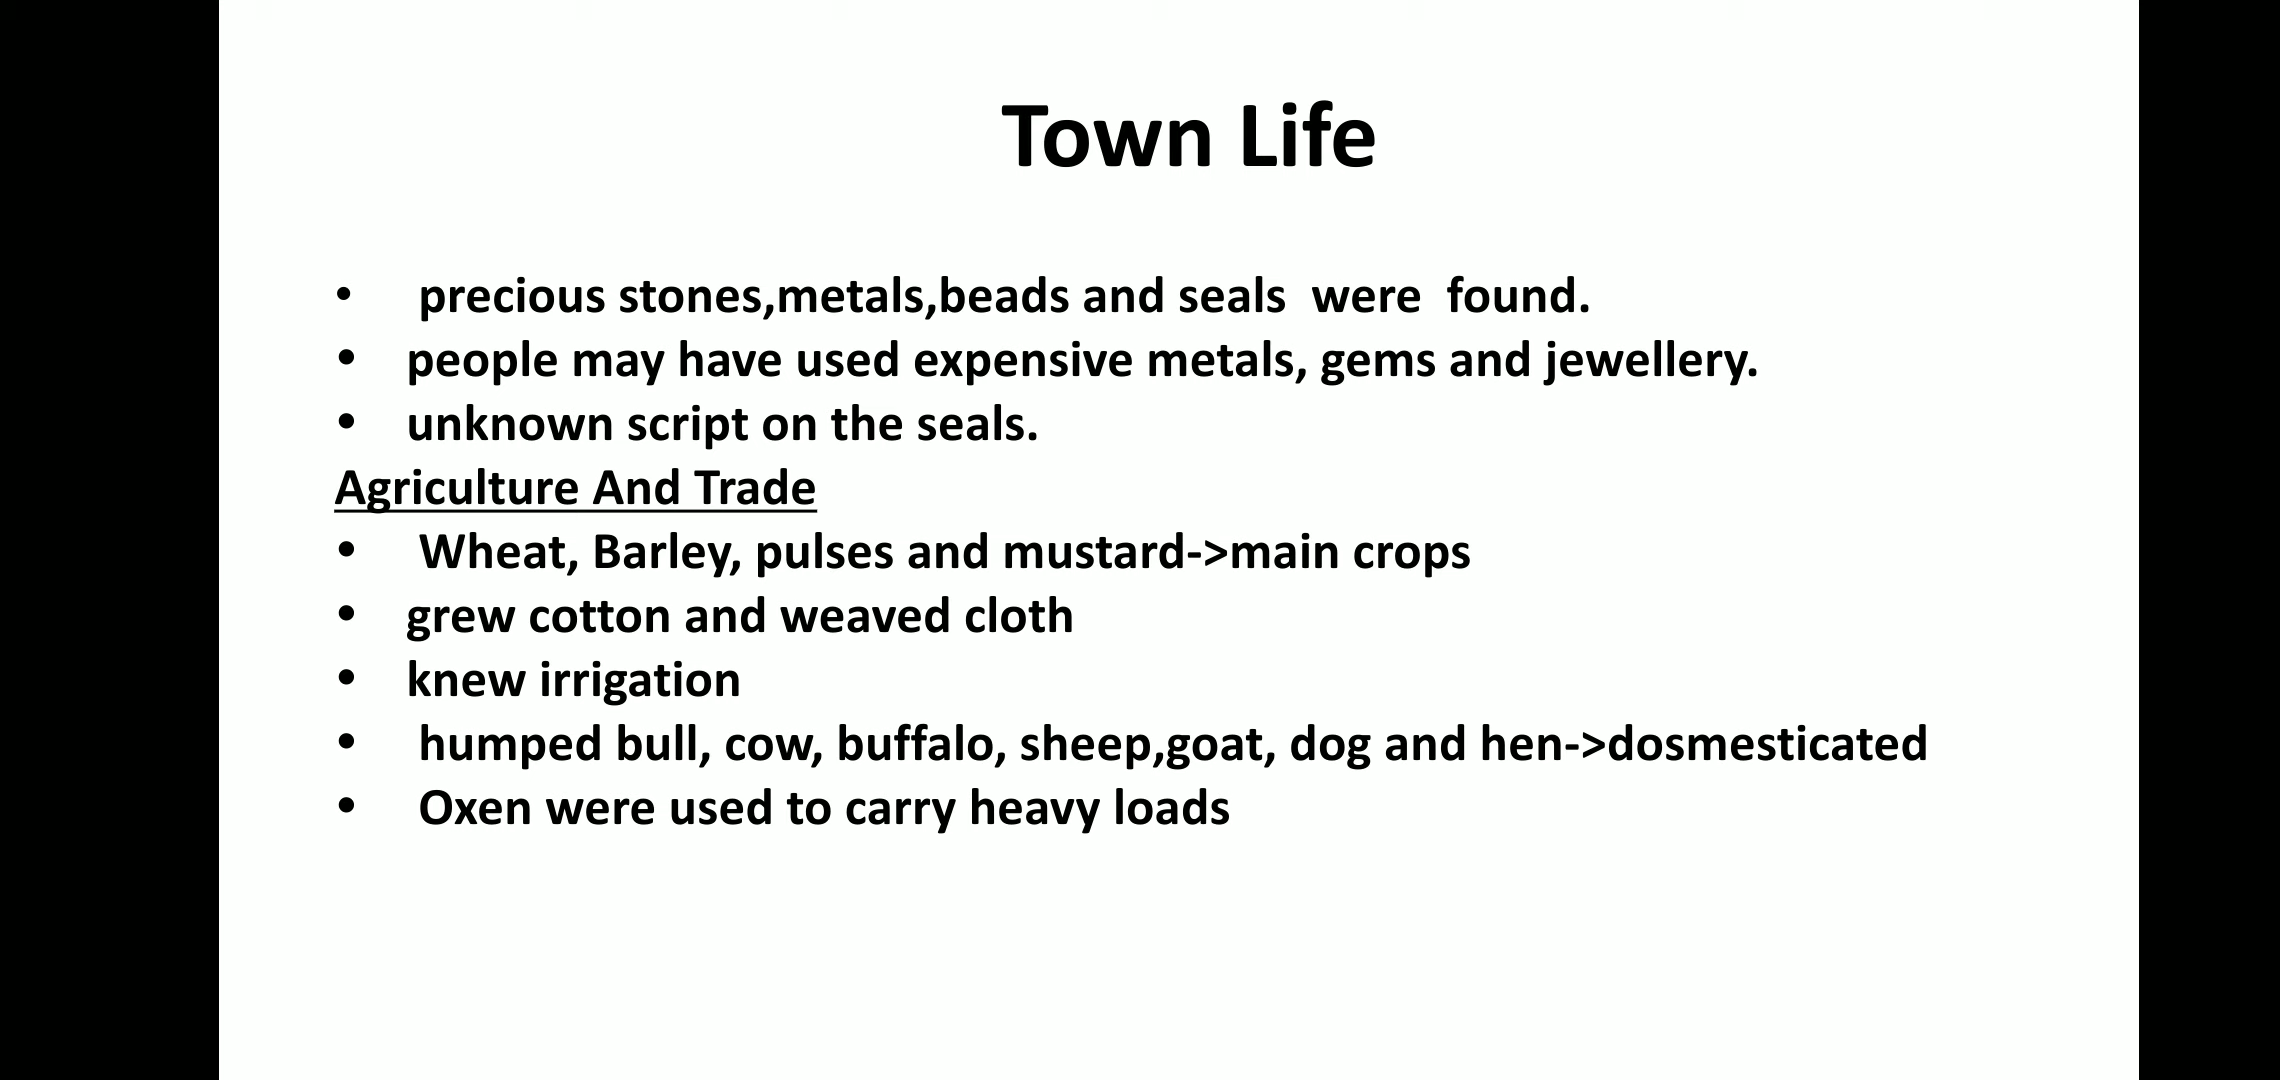 Town Life
• precious stones,metals,beads and seals were found.
• people may have used expensive metals, gems and jewellery.
• unknown script on the seals.
Agriculture And Trade
• Wheat, Barley, pulses and mustard->main crops
• grew cotton and weaved cloth
• knew irrigation
• humped bull, cow, buffalo, sheep,goat, dog and hen->dosmesticated
• Oxen were used to carry heavy loads